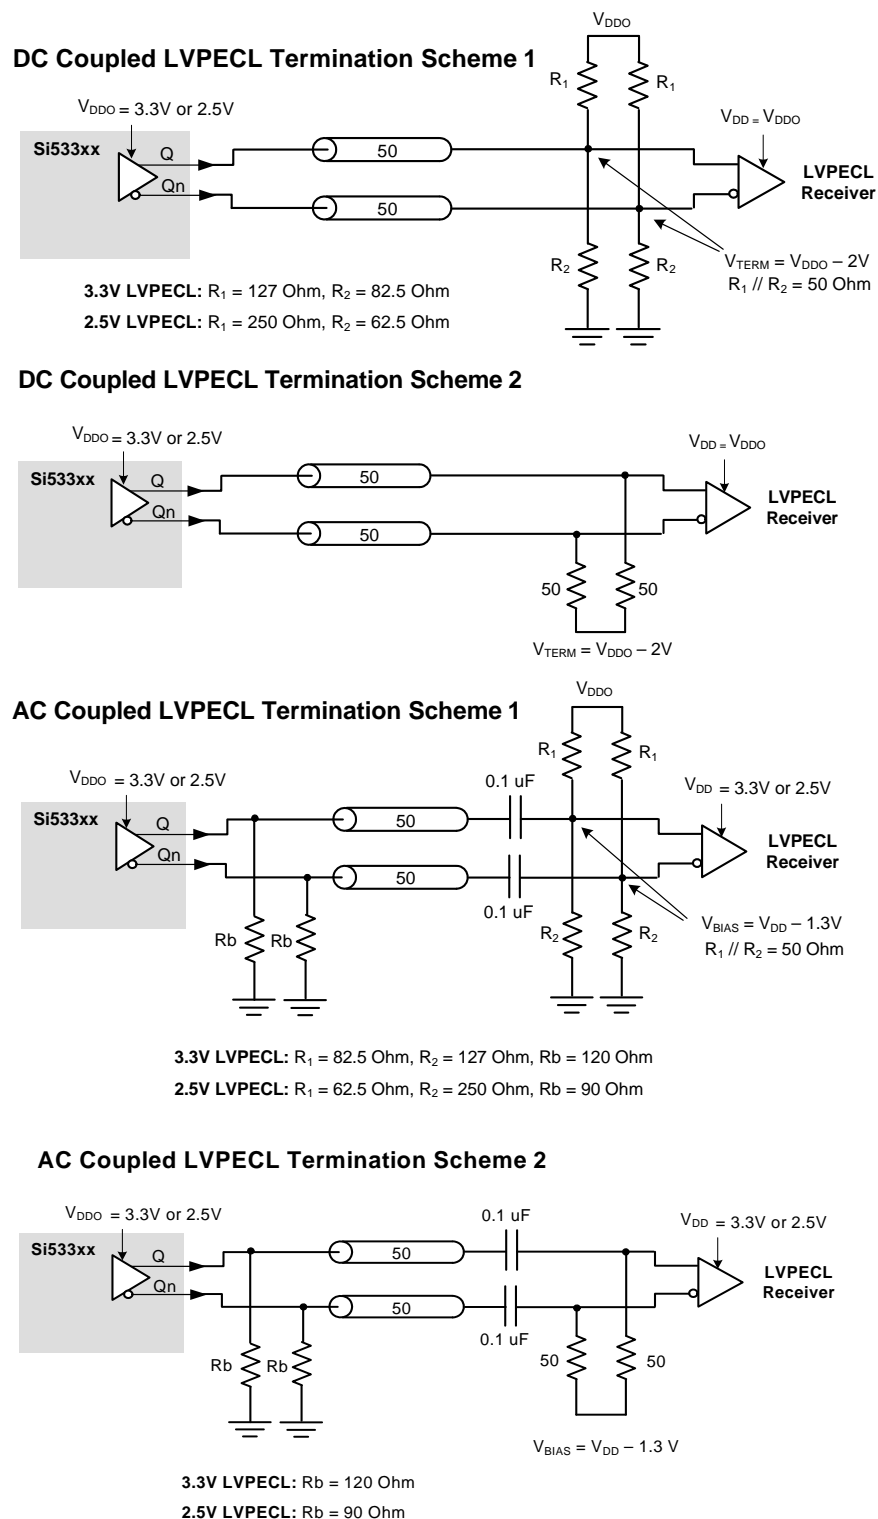 DC Coupled LVPECL Termination Scheme 1
VDDO
R1
R1
VDDO = 3.3V or 2.5V
VDD = VDDO
Si533xx
Q
50
LVPECL
Receiver
Qn
50
R2
R2
VTERM = VDDO – 2V
R1 // R2 = 50 Ohm
3.3V LVPECL: R1 = 127 Ohm, R2 = 82.5 Ohm
2.5V LVPECL: R1 = 250 Ohm, R2 = 62.5 Ohm
DC Coupled LVPECL Termination Scheme 2
VDDO = 3.3V or 2.5V
VDD = VDDO
Si533xx
Q
50
LVPECL
Receiver
Qn
50
50
50
VTERM = VDDO – 2V
AC Coupled LVPECL Termination Scheme 1
VDDO
R1
R1
VDDO = 3.3V or 2.5V
0.1 uF
VDD = 3.3V or 2.5V
Si533xx
Q
50
LVPECL
Receiver
Qn
50
0.1 uF
Rb
Rb
R2
R2
VBIAS = VDD – 1.3V
R1 // R2 = 50 Ohm
3.3V LVPECL: R1 = 82.5 Ohm, R2 = 127 Ohm, Rb = 120 Ohm
2.5V LVPECL: R1 = 62.5 Ohm, R2 = 250 Ohm, Rb = 90 Ohm
AC Coupled LVPECL Termination Scheme 2
VDDO = 3.3V or 2.5V
0.1 uF
VDD = 3.3V or 2.5V
Si533xx
Q
50
LVPECL
Receiver
Qn
50
0.1 uF
Rb
Rb
50
50
VBIAS = VDD – 1.3 V
3.3V LVPECL: Rb = 120 Ohm
2.5V LVPECL: Rb = 90 Ohm